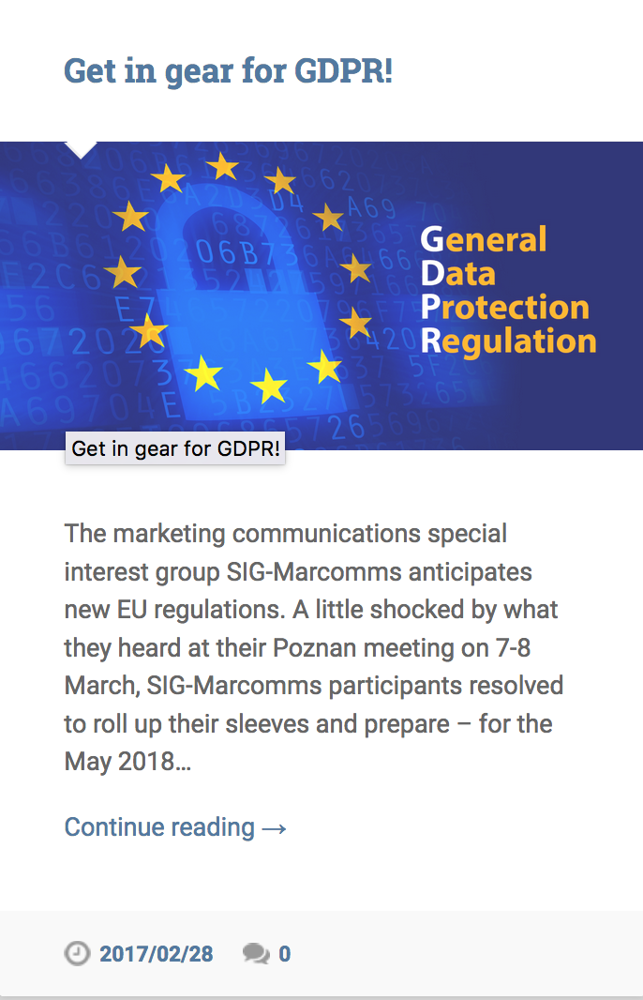 Get in gear for GDPR!
General
Data
Protection
Regulation
Get in gear for GDPR!
The marketing communications special
interest group SIG-Marcomms anticipates
new EU regulations. A little shocked by what
they heard at their Poznan meeting on 7-8
March, SIG-Marcomms participants resolved
to roll up their sleeves and prepare – for the
May 2018…
Continue reading →
2017/02/28 0